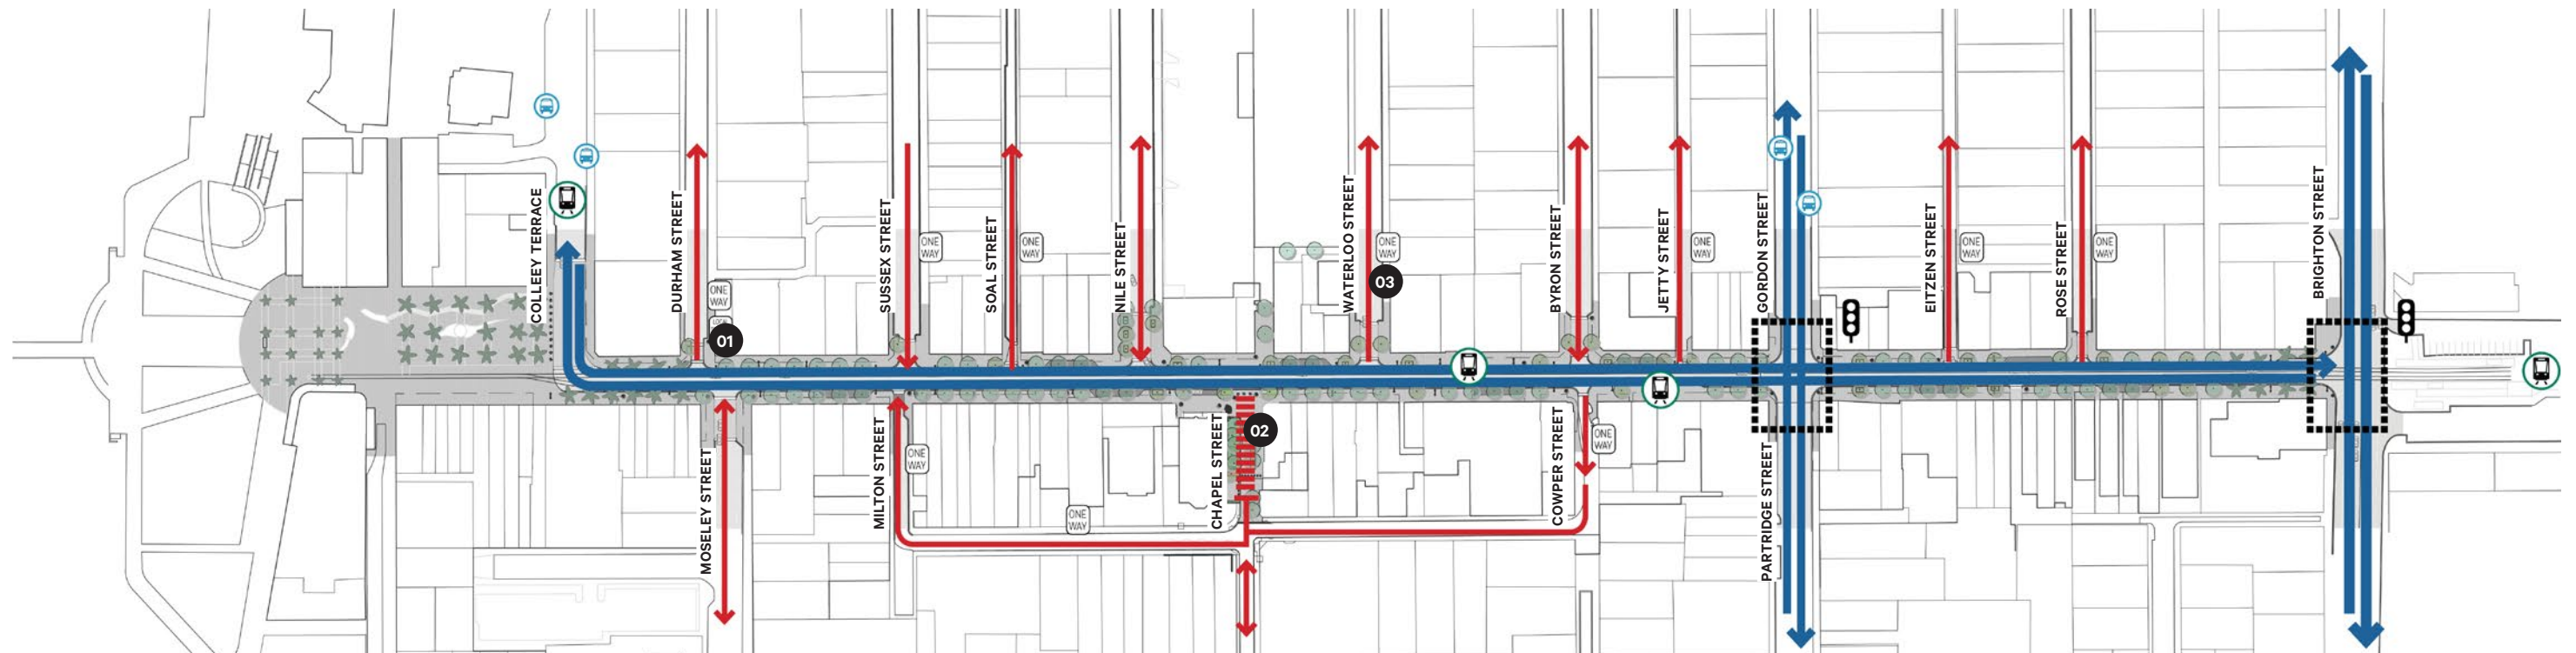 COLLEY TERRACE
DURHAM STREET
ONE
WAY
01
SUSSEX STREET
ONE
WAY
SOAL STREET
ONE
WAY
NILE STREET
WATERLOO STREET
ONE
WAY
03
BYRON STREET
JETTY STREET
ONE
WAY
GORDON STREET
EITZEN STREET
ONE
WAY
ROSE STREET
ONE
WAY
BRIGHTON STREET
MOSELEY STREET
MILTON STREET
ONE
WAY
ONE
WAY
CHAPEL STREET
02
COWPER STREET
ONE
WAY
PARTRIDGE STREET